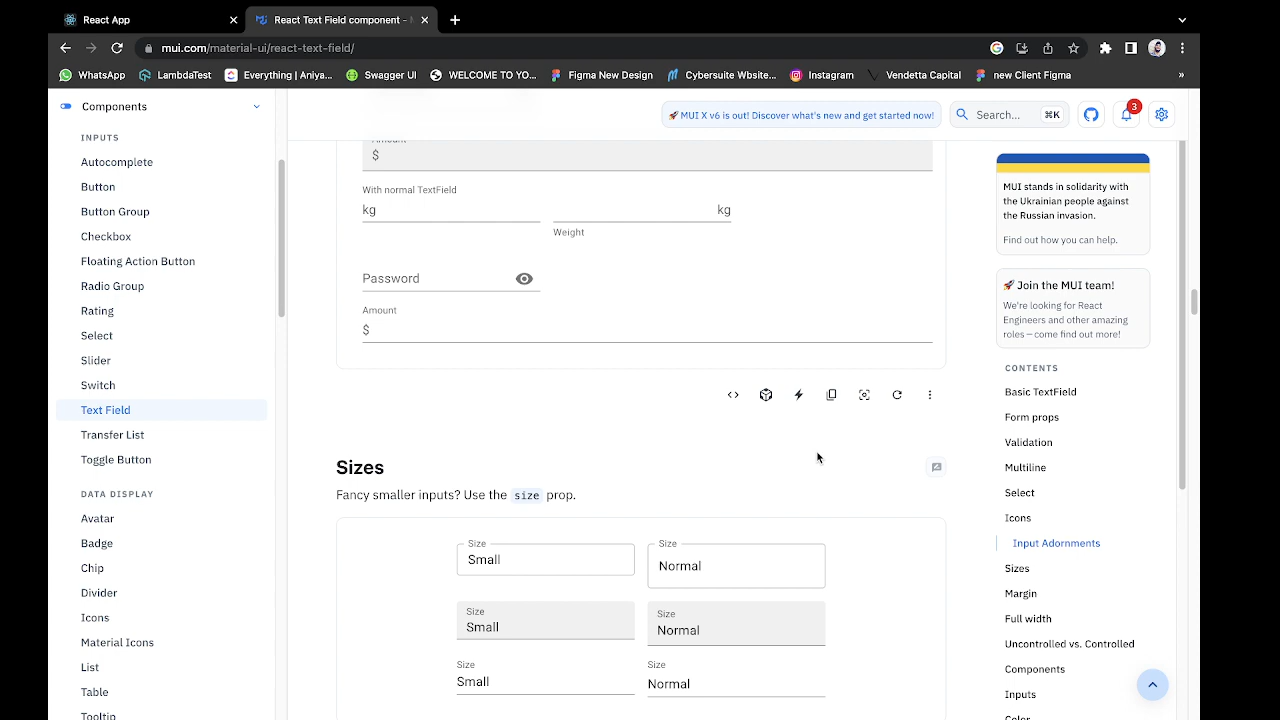 React App
React Text Field component -
mui.com/material-ui/react-text-field/
WhatsApp
LambdaTest
Everything | Aniya...
Swagger UI
WELCOME TO YO...
Figma New Design
Cybersuite Wbsite...
Instagram
Vendetta Capital
new Client Figma
»
Components
INPUTS
Autocomplete
Button
Button Group
Checkbox
Floating Action Button
Radio Group
Rating
Select
Slider
Switch
Text Field
Transfer List
Toggle Button
DATA DISPLAY
Avatar
Badge
Chip
Divider
Icons
Material Icons
List
Table
Tooltip
🚀 MUI X v6 is out! Discover what's new and get started now!
Search...
⌘K
3
Amount
$
With normal TextField
kg
kg
Weight
Password
Amount
$
Sizes
Fancy smaller inputs? Use the size prop.
Size
Small
Size
Normal
Size
Small
Size
Normal
Size
Small
Size
Normal
MUI stands in solidarity with
the Ukrainian people against
the Russian invasion.
Find out how you can help.
🚀 Join the MUI team!
We're looking for React
Engineers and other amazing
roles—come find out more!
CONTENTS
Basic TextField
Form props
Validation
Multiline
Select
Icons
Input Adornments
Sizes
Margin
Full width
Uncontrolled vs. Controlled
Components
Inputs
Color